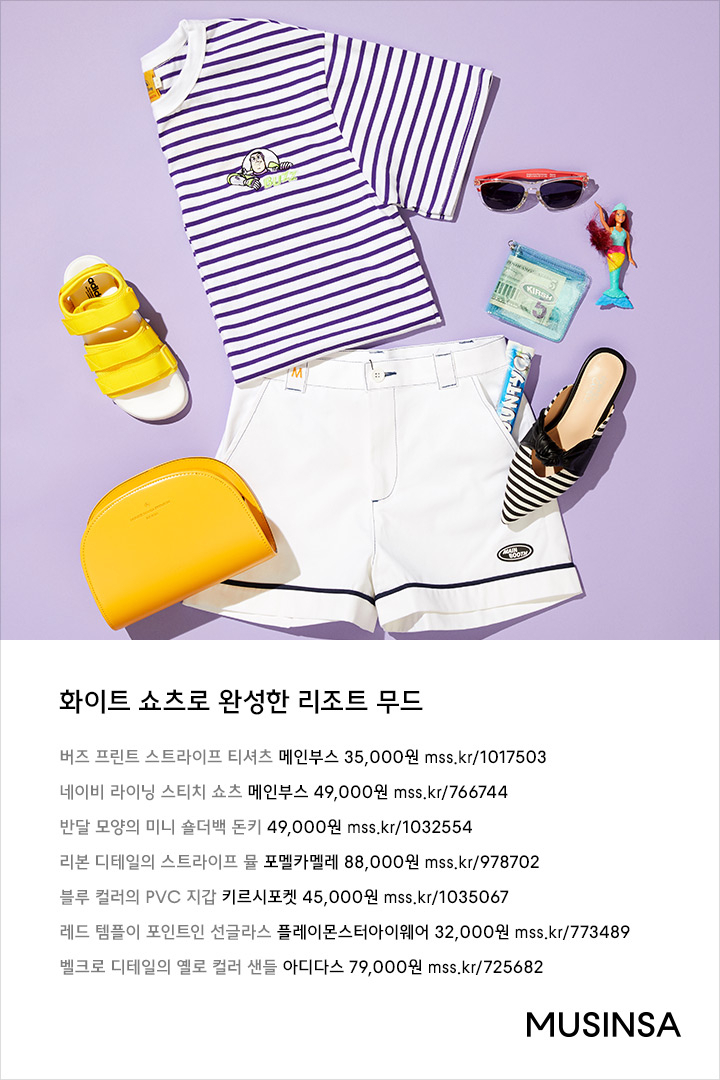 BUZZ
adidas
KIRSH
5
M
BOUNTY
MAIN
BOOTH
화이트 쇼츠로 완성한 리조트 무드
버즈 프린트 스트라이프 티셔츠 메인부스 35,000원 mss.kr/1017503
네이비 라이닝 스티치 쇼츠 메인부스 49,000원 mss.kr/766744
반달 모양의 미니 숄더백 돈키 49,000원 mss.kr/1032554
리본 디테일의 스트라이프 뮬 포멜카멜레 88,000원 mss.kr/978702
블루 컬러의 PVC 지갑 키르시포켓 45,000원 mss.kr/1035067
레드 템플이 포인트인 선글라스 플레이몬스터아이웨어 32,000원 mss.kr/773489
벨크로 디테일의 옐로 컬러 샌들 아디다스 79,000원 mss.kr/725682
MUSINSA